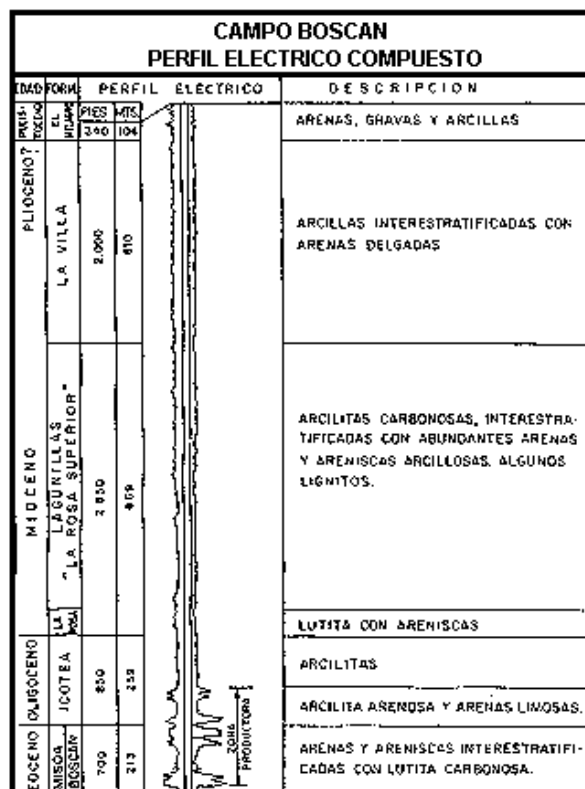 CAMPO BOSCAN
PERFIL ELECTRICO COMPUESTO
EDAD FORM. PERFIL ELECTRICO DESCRIPCION
PIES MTS.
340 104
EL MILAGRO
ARENAS, GRAVAS Y ARCILLAS
PLIOCENO?
LA VILLA
2.000 610
ARCILLAS INTERESTRATIFICADAS CON
ARENAS DELGADAS
MIOCENO
LAGUNILLAS
"LA ROSA SUPERIOR"
ARCILITAS CARBONOSAS, INTERESTRA-
TIFICADAS CON ABUNDANTES ARENAS
Y ARENISCAS ARCILLOSAS. ALGUNOS
LIGNITOS.
LA ROSA
LUTITA CON ARENISCAS
OLIGOCENO
ICOTEA
850 259
ARCILITAS
ARCILITA ARENOSA Y ARENAS LIMOSAS.
ZONA
PRODUCTORA
EOCENO
MISOA
BOSCAN
700 213
ARENAS Y ARENISCAS INTERESTRATIFI-
CADAS CON LUTITA CARBONOSA.